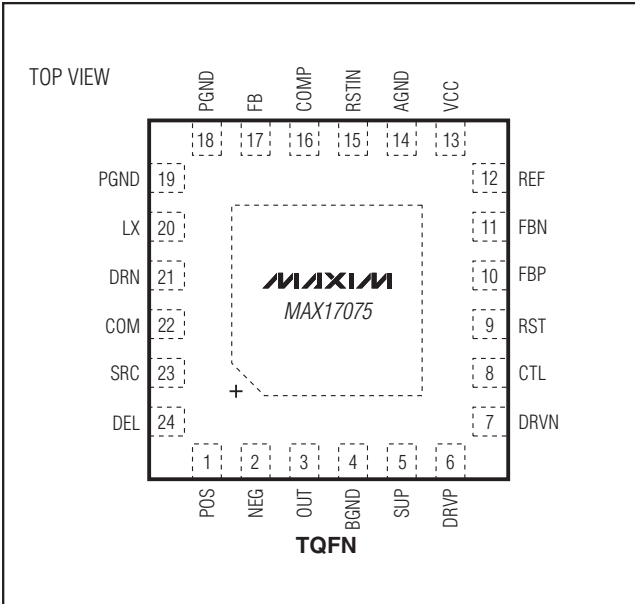 TOP VIEW
PGND
FB
COMP
RSTIN
AGND
VCC
18
17
16
15
14
13
PGND 19
12 REF
LX 20
11 FBN
DRN 21
10 FBP
COM 22
9 RST
SRC 23
8 CTL
DEL 24
7 DRVN
MAXIM
MAX17075
+
1
2
3
4
5
6
POS
NEG
OUT
BGND
SUP
DRVP
TQFN